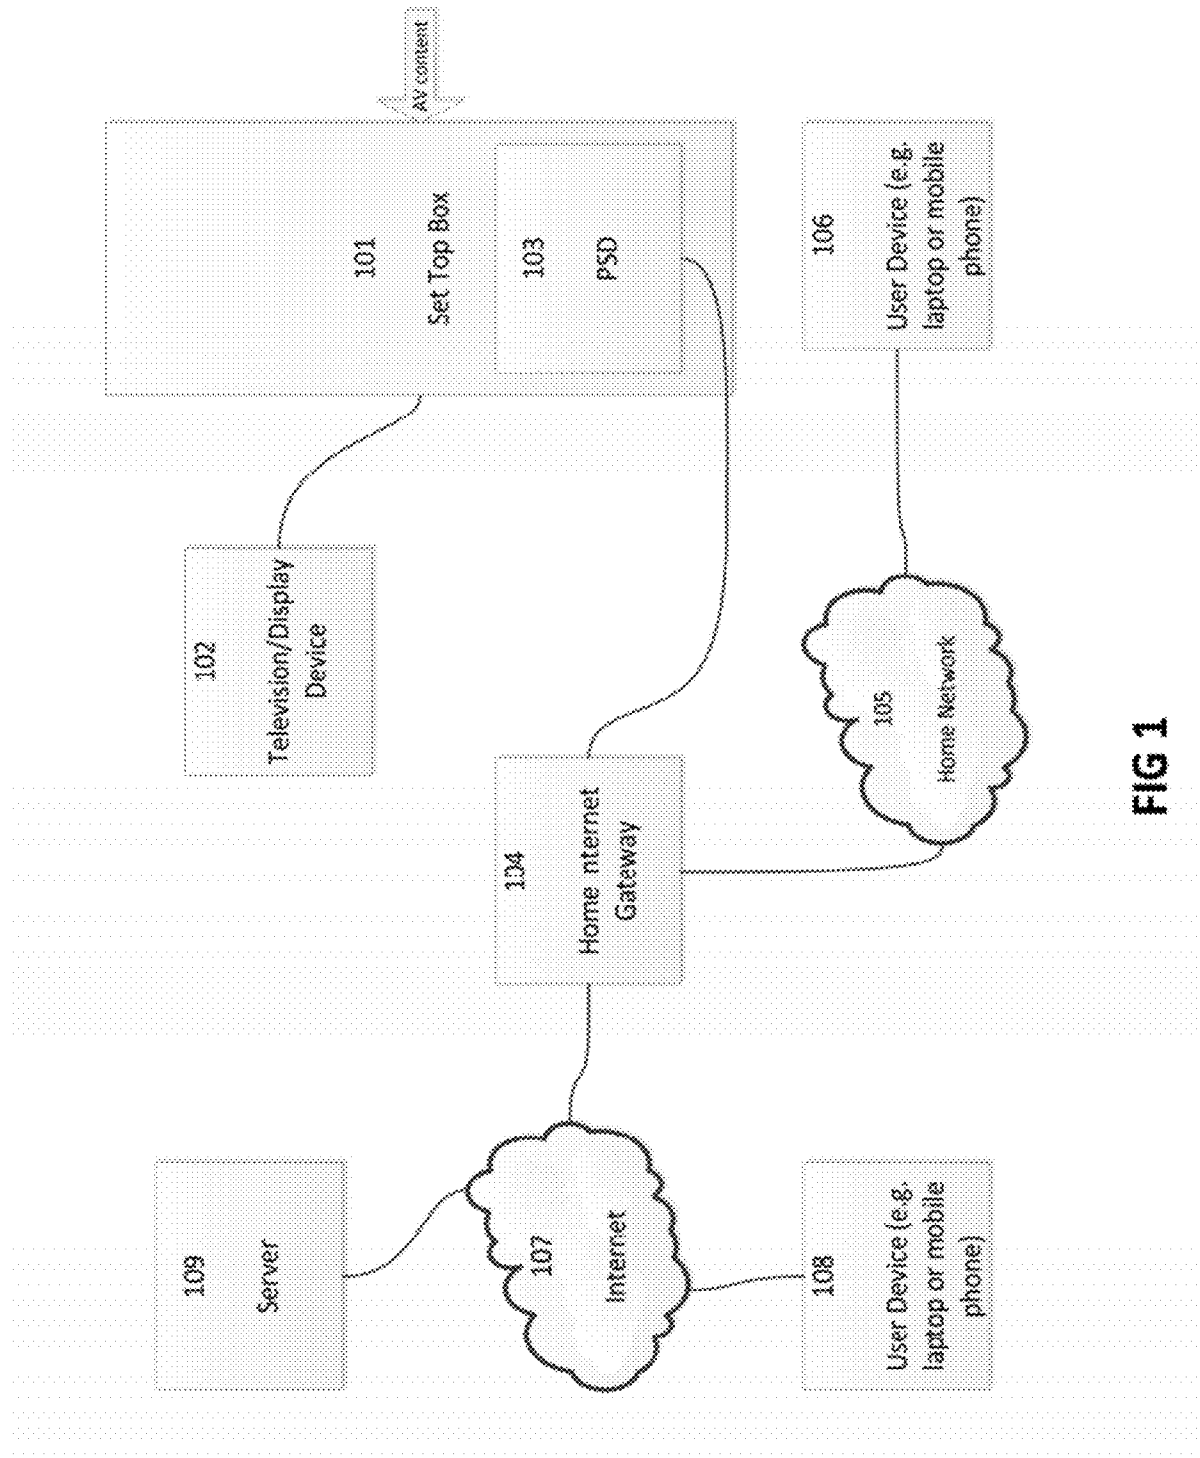 AV content
101
Set Top Box
103
PSD
102
Television/Display
Device
104
Home nternet
Gateway
105
Home Network
106
User Device (e.g.
laptop or mobile
phone)
109
Server
107
Internet
108
User Device (e.g.
laptop or mobile
phone)
FIG 1